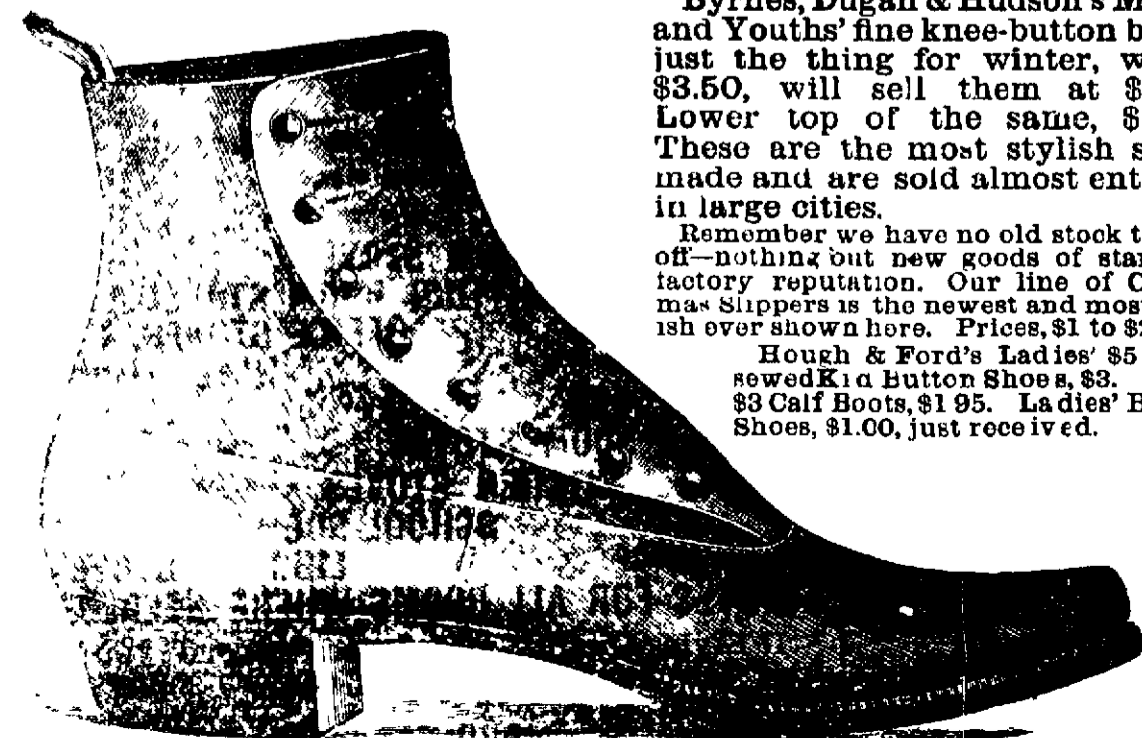 Byrnes, Dugan & Hudson's M
and Youths' fine knee-button b
just the thing for winter, w
$3.50, will sell them at $
Lower top of the same, $
These are the most stylish s
made and are sold almost ent
in large cities.
Remember we have no old stock t
off—nothing but new goods of stan
factory reputation. Our line of C
mas Slippers is the newest and mos
ish ever shown here. Prices, $1 to $
Hough & Ford's Ladies' $5
sewed Kid Button Shoes, $3.
$3 Calf Boots, $1 95. Ladies' B
Shoes, $1.00, just received.
FOR ALL